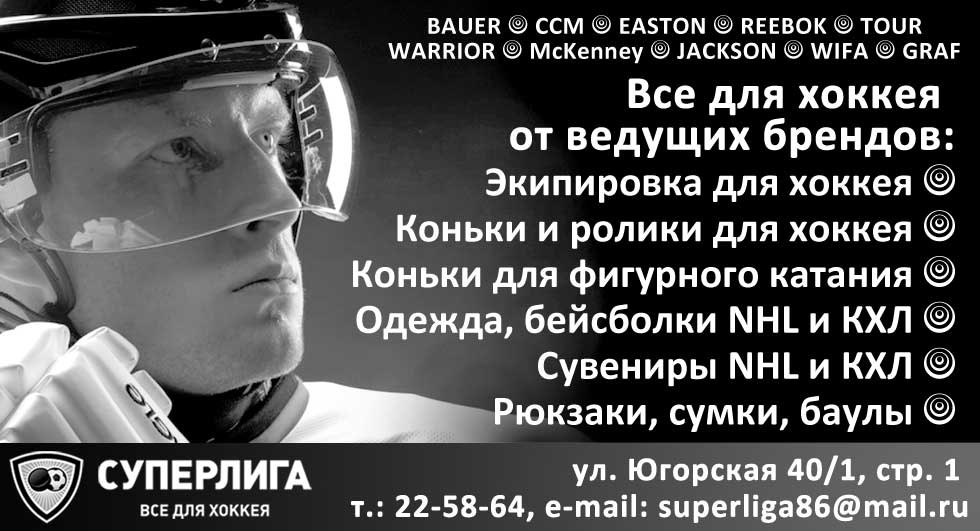 BAUER ⦾ CCM ⦾ EASTON ⦾ REEBOK ⦾ TOUR
WARRIOR ⦾ McKenney ⦾ JACKSON ⦾ WIFA ⦾ GRAF
Все для хоккея
от ведущих брендов:
Экипировка для хоккея ⦾
Коньки и ролики для хоккея ⦾
Коньки для фигурного катания ⦾
Одежда, бейсболки NHL и КХЛ ⦾
Сувениры NHL и КХЛ ⦾
Рюкзаки, сумки, баулы ⦾
СУПЕРЛИГА
ВСЕ ДЛЯ ХОККЕЯ
ул. Югорская 40/1, стр. 1
т.: 22-58-64, e-mail: superliga86@mail.ru